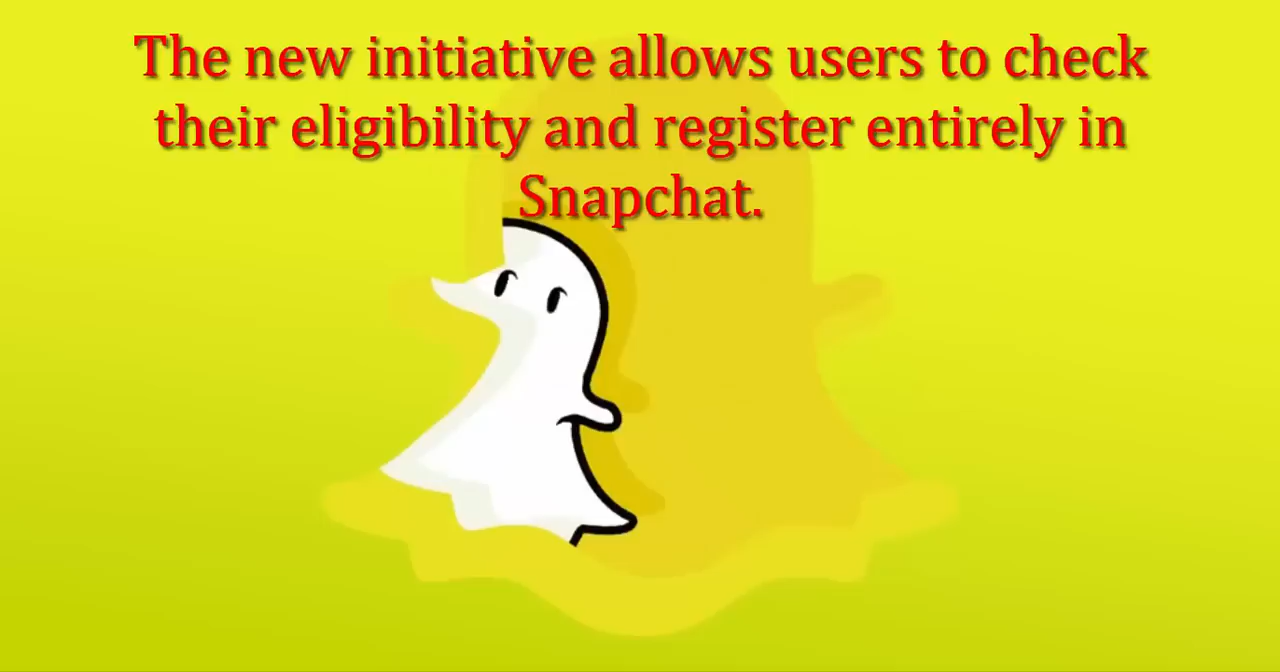 The new initiative allows users to check
their eligibility and register entirely in
Snapchat.